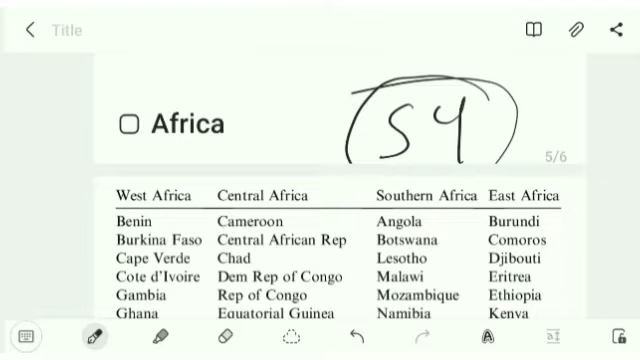 Title
Africa
54
5/6
West Africa Central Africa Southern Africa East Africa
Benin Cameroon Angola Burundi
Burkina Faso Central African Rep Botswana Comoros
Cape Verde Chad Lesotho Djibouti
Cote d'Ivoire Dem Rep of Congo Malawi Eritrea
Gambia Rep of Congo Mozambique Ethiopia
Ghana Equatorial Guinea Namibia Kenya